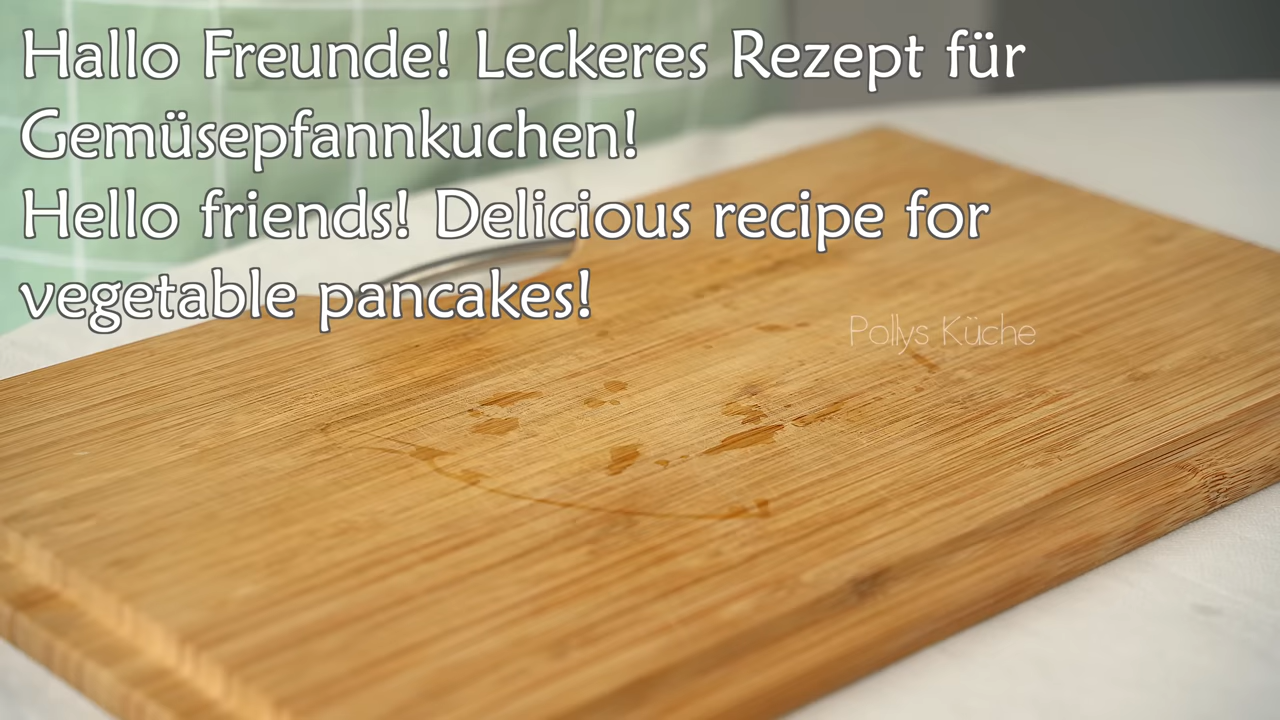 Hallo Freunde! Leckeres Rezept für
Gemüsepfannkuchen!
Hello friends! Delicious recipe for
vegetable pancakes!
Pollys Küche